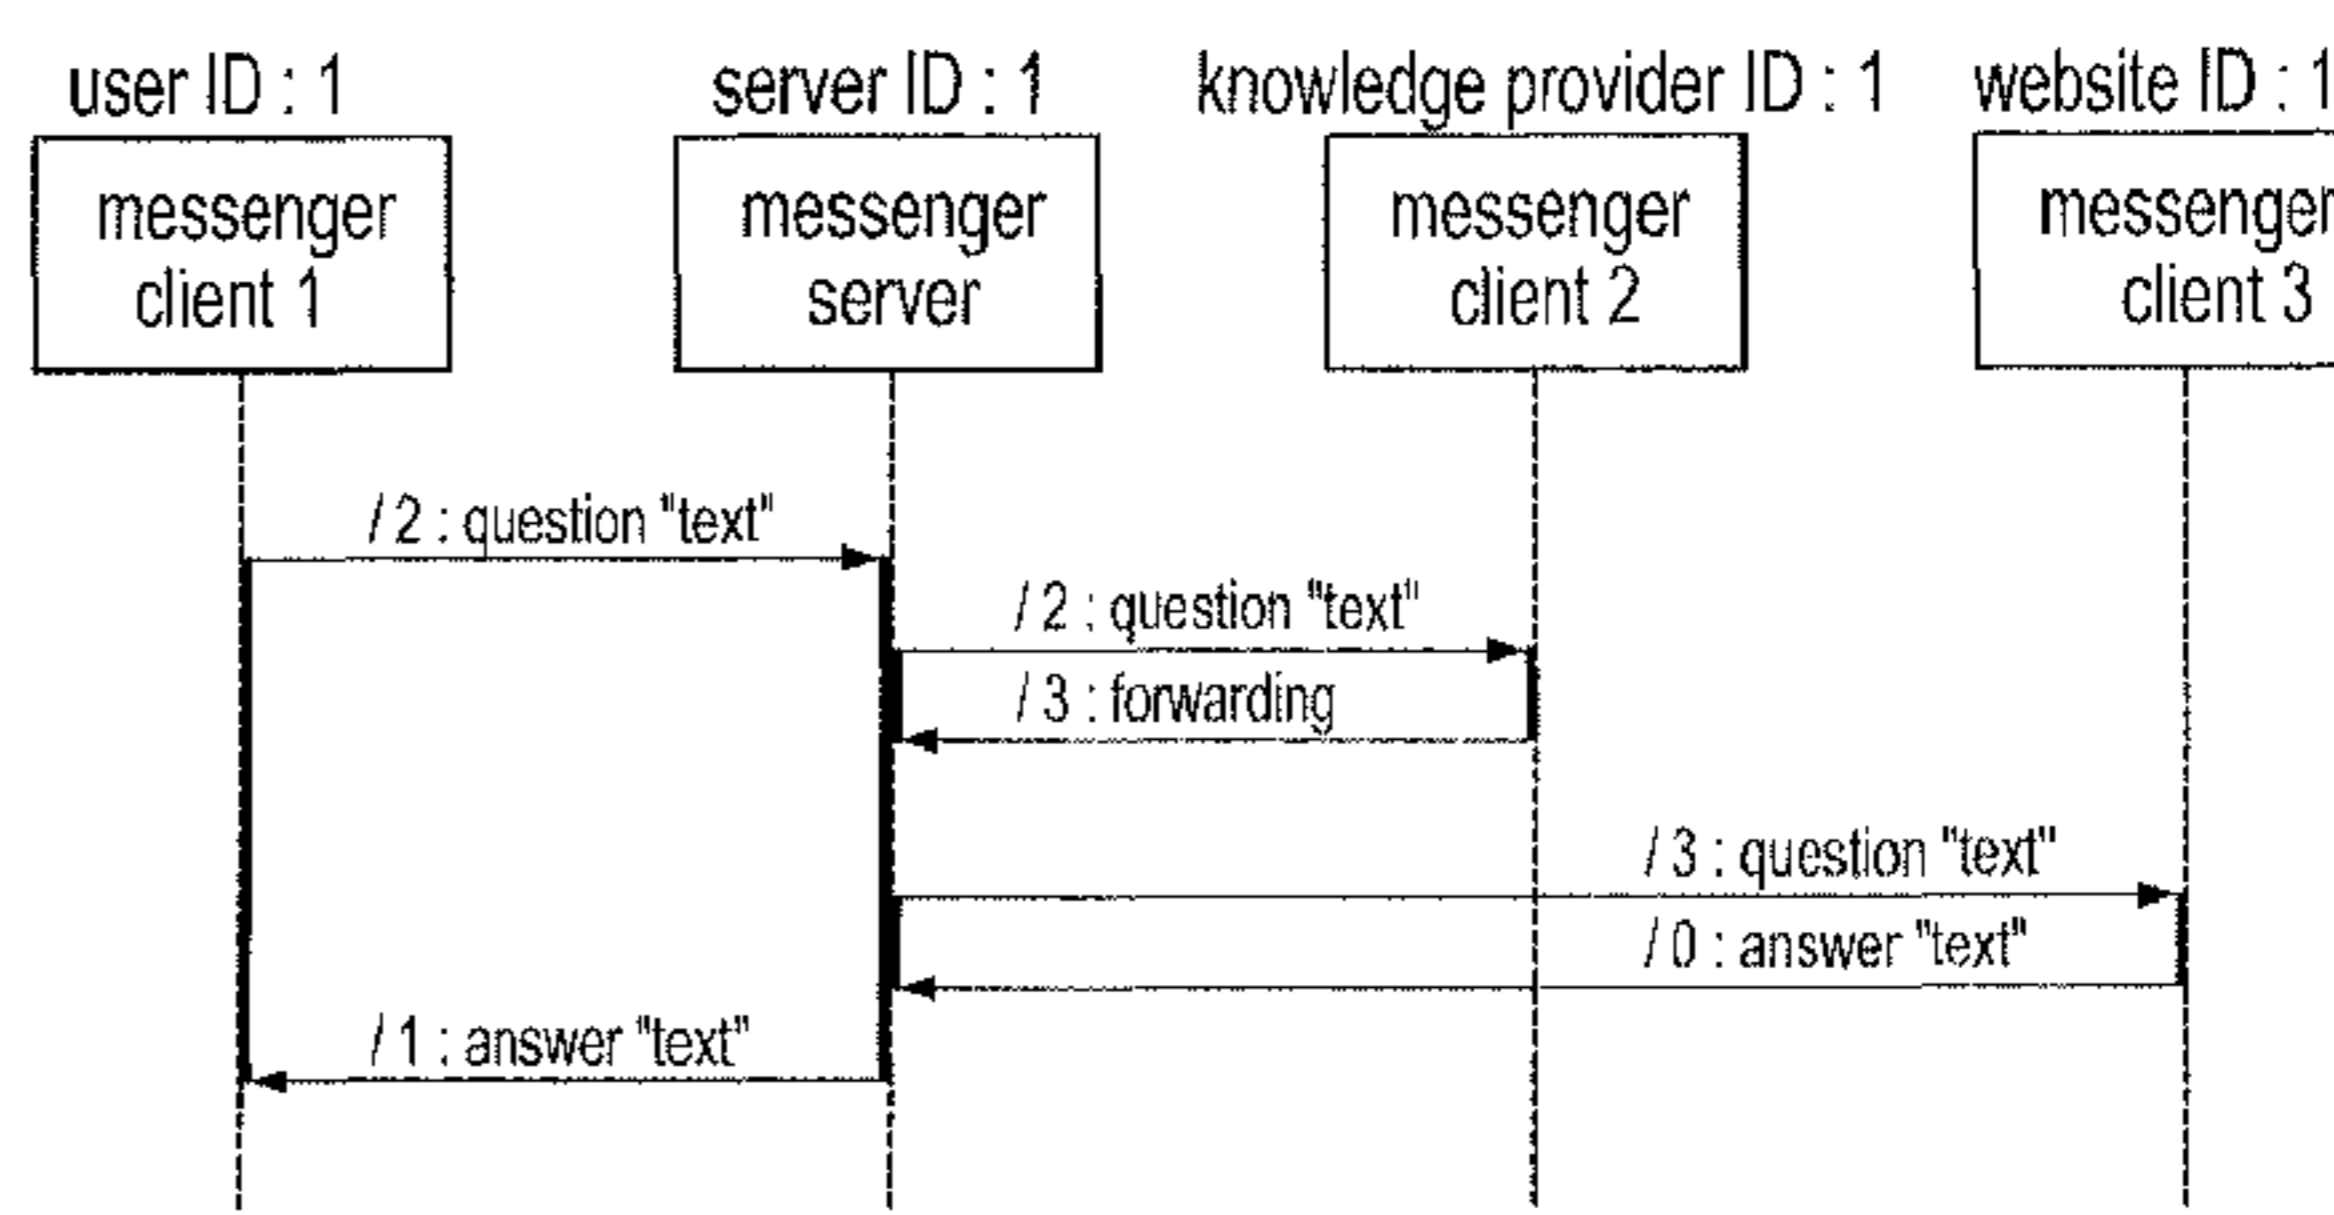 user ID : 1
server ID : 1
knowledge provider ID : 1
website ID : 1
messenger
client 1
messenger
server
messenger
client 2
messenger
client 3
/ 2 : question "text"
/ 2 : question "text"
/ 3 : forwarding
/ 3 : question "text"
/ 0 : answer "text"
/ 1 : answer "text"